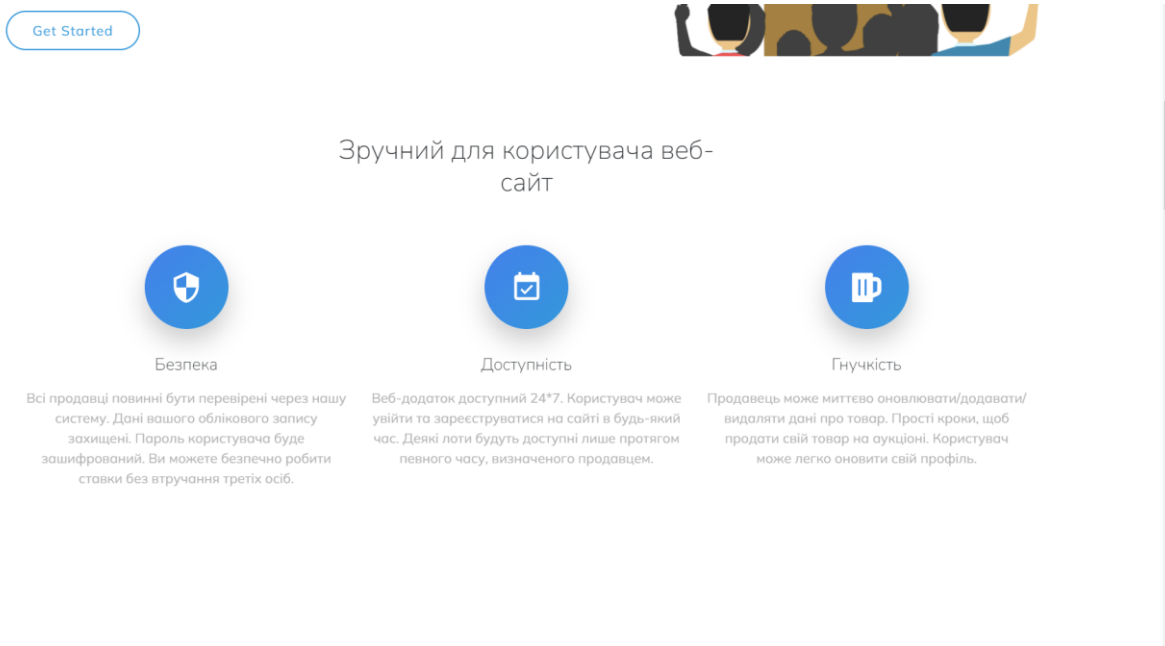 Get Started
Зручний для користувача веб-
сайт
Безпека
Всі продавці повинні бути перевірені через нашу
систему. Дані вашого облікового запису
захищені. Пароль користувача буде
зашифрований. Ви можете безпечно робити
ставки без втручання третіх осіб.
Доступність
Веб-додаток доступний 24*7. Користувач може
увійти та зареєструватися на сайті в будь-який
час. Деякі лоти будуть доступні лише протягом
певного часу, визначеного продавцем.
Гнучкість
Продавець може миттєво оновлювати/додавати/
видаляти дані про товар. Прості кроки, щоб
продати свій товар на аукціоні. Користувач
може легко оновити свій профіль.